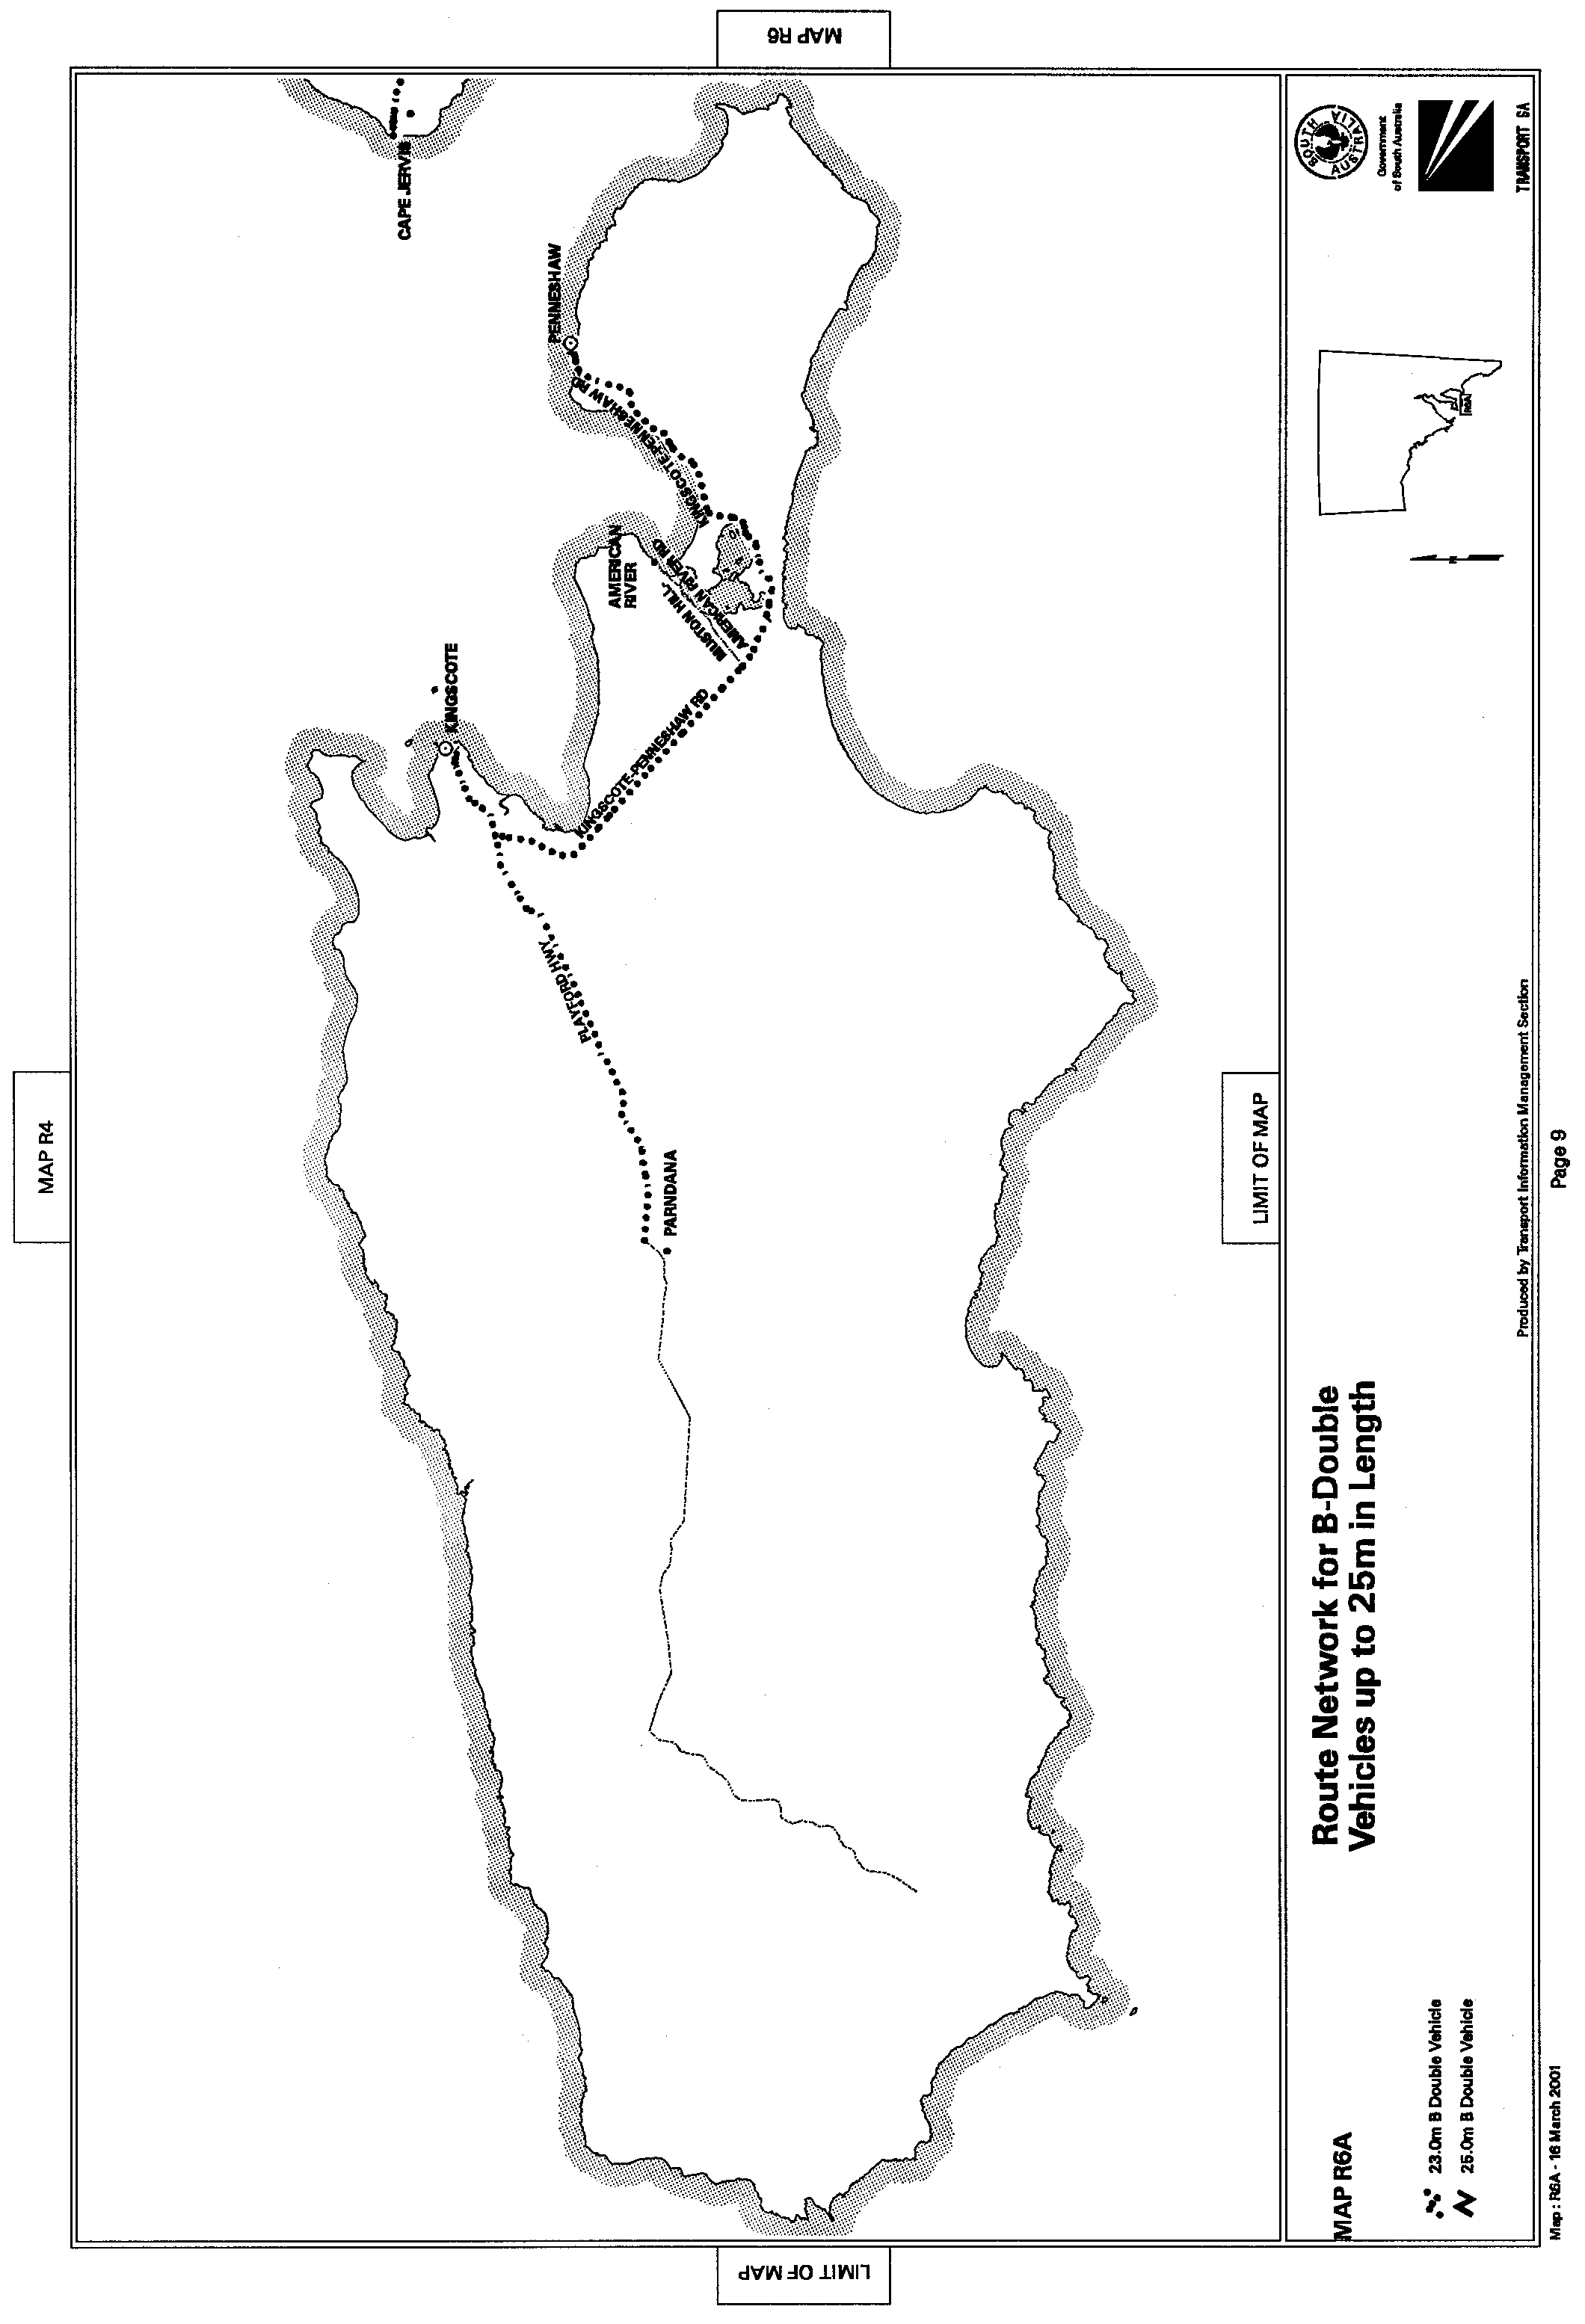 MAP R4
MAP R6
LIMIT OF MAP
LIMIT OF MAP
CAPE JERVIS
PENNESHAW
KINGSCOTE-PENNESHAW RD
AMERICAN
RIVER
MUSTON HILL-
AMERICAN RIVER RD
KINGSCOTE
KINGSCOTE-PENNESHAW RD
PLAYFORD HWY
PARNDANA
MAP R6A
23.0m B Double Vehicle
25.0m B Double Vehicle
Route Network for B-Double
Vehicles up to 25m in Length
N
R6A
SOUTH AUSTRALIA
Government
of South Australia
TRANSPORT SA
Produced by Transport Information Management Section
Map : R6A - 16 March 2001
Page 9